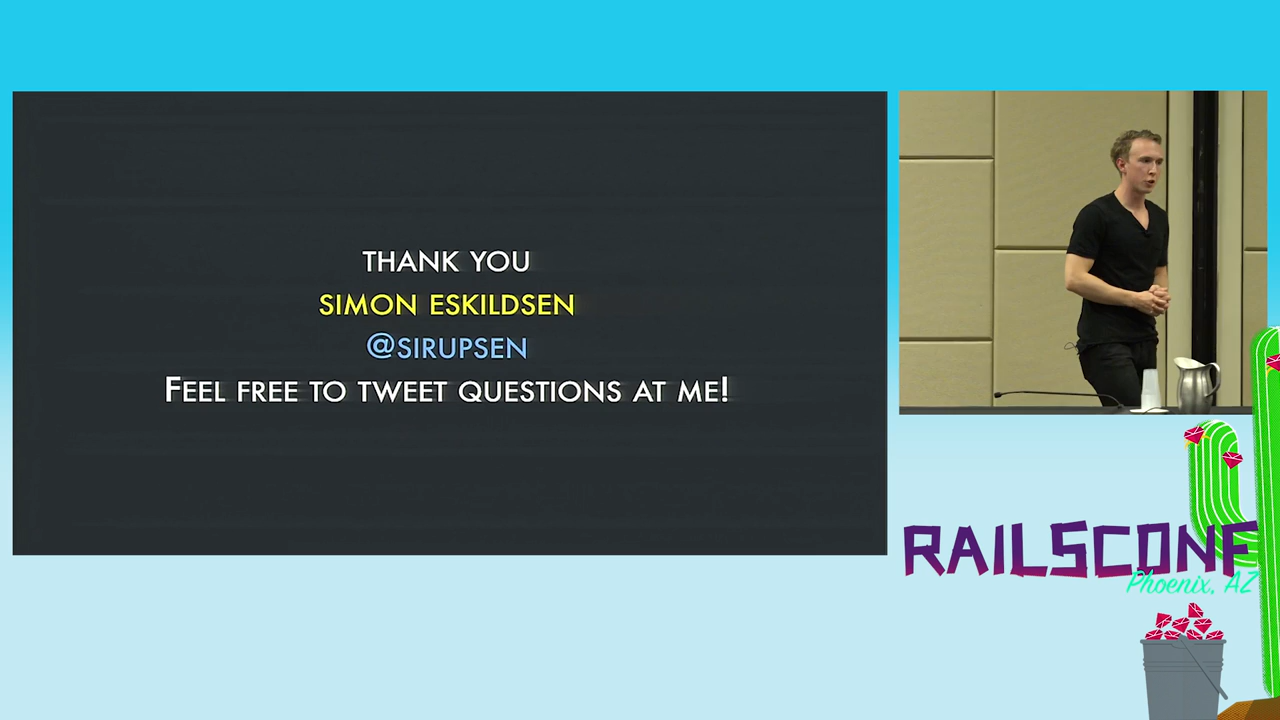 THANK YOU
SIMON ESKILDSEN
@SIRUPSEN
FEEL FREE TO TWEET QUESTIONS AT ME!
RAILSCONF
Phoenix, AZ